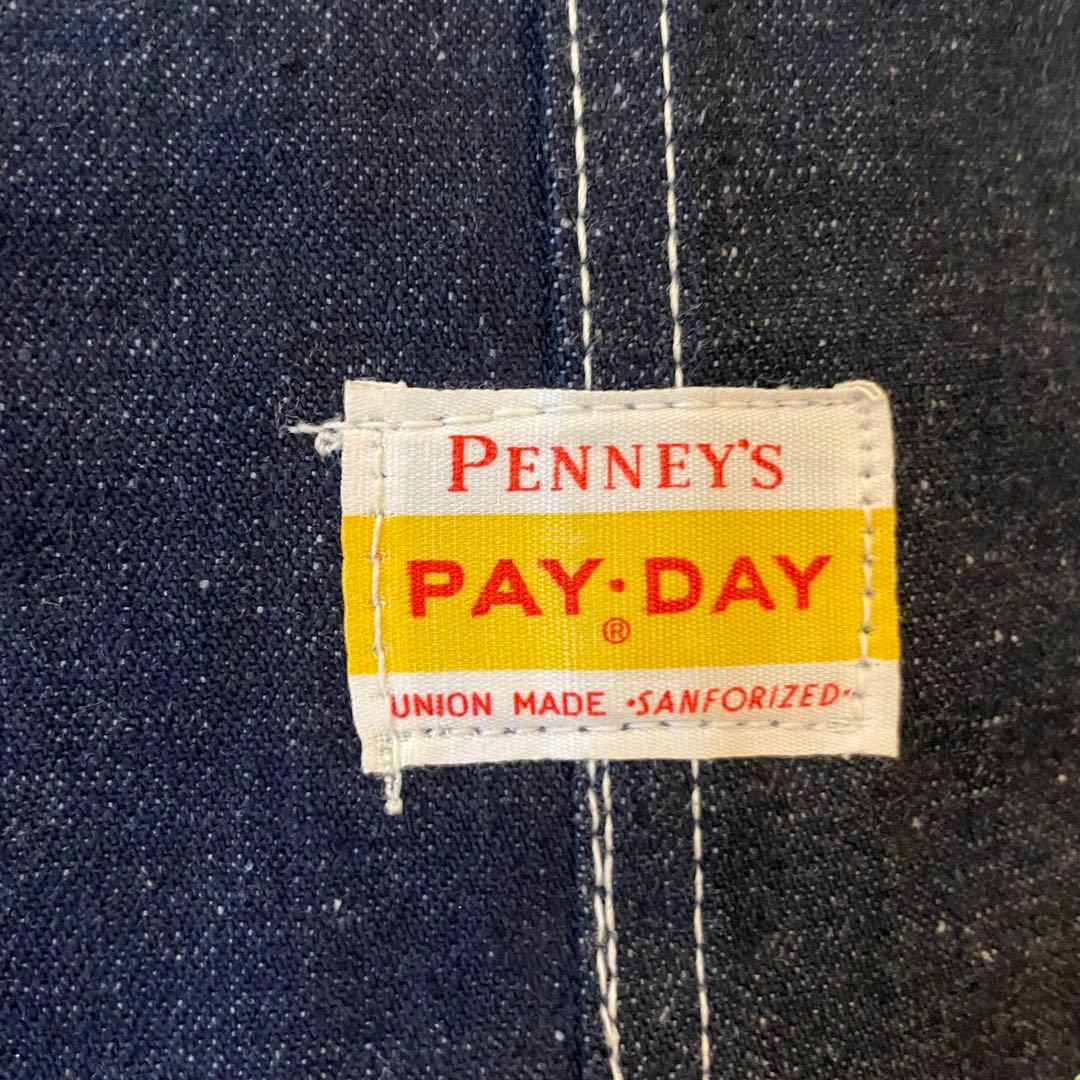 PENNEY'S
PAY·DAY
®
UNION MADE •SANFORIZED•